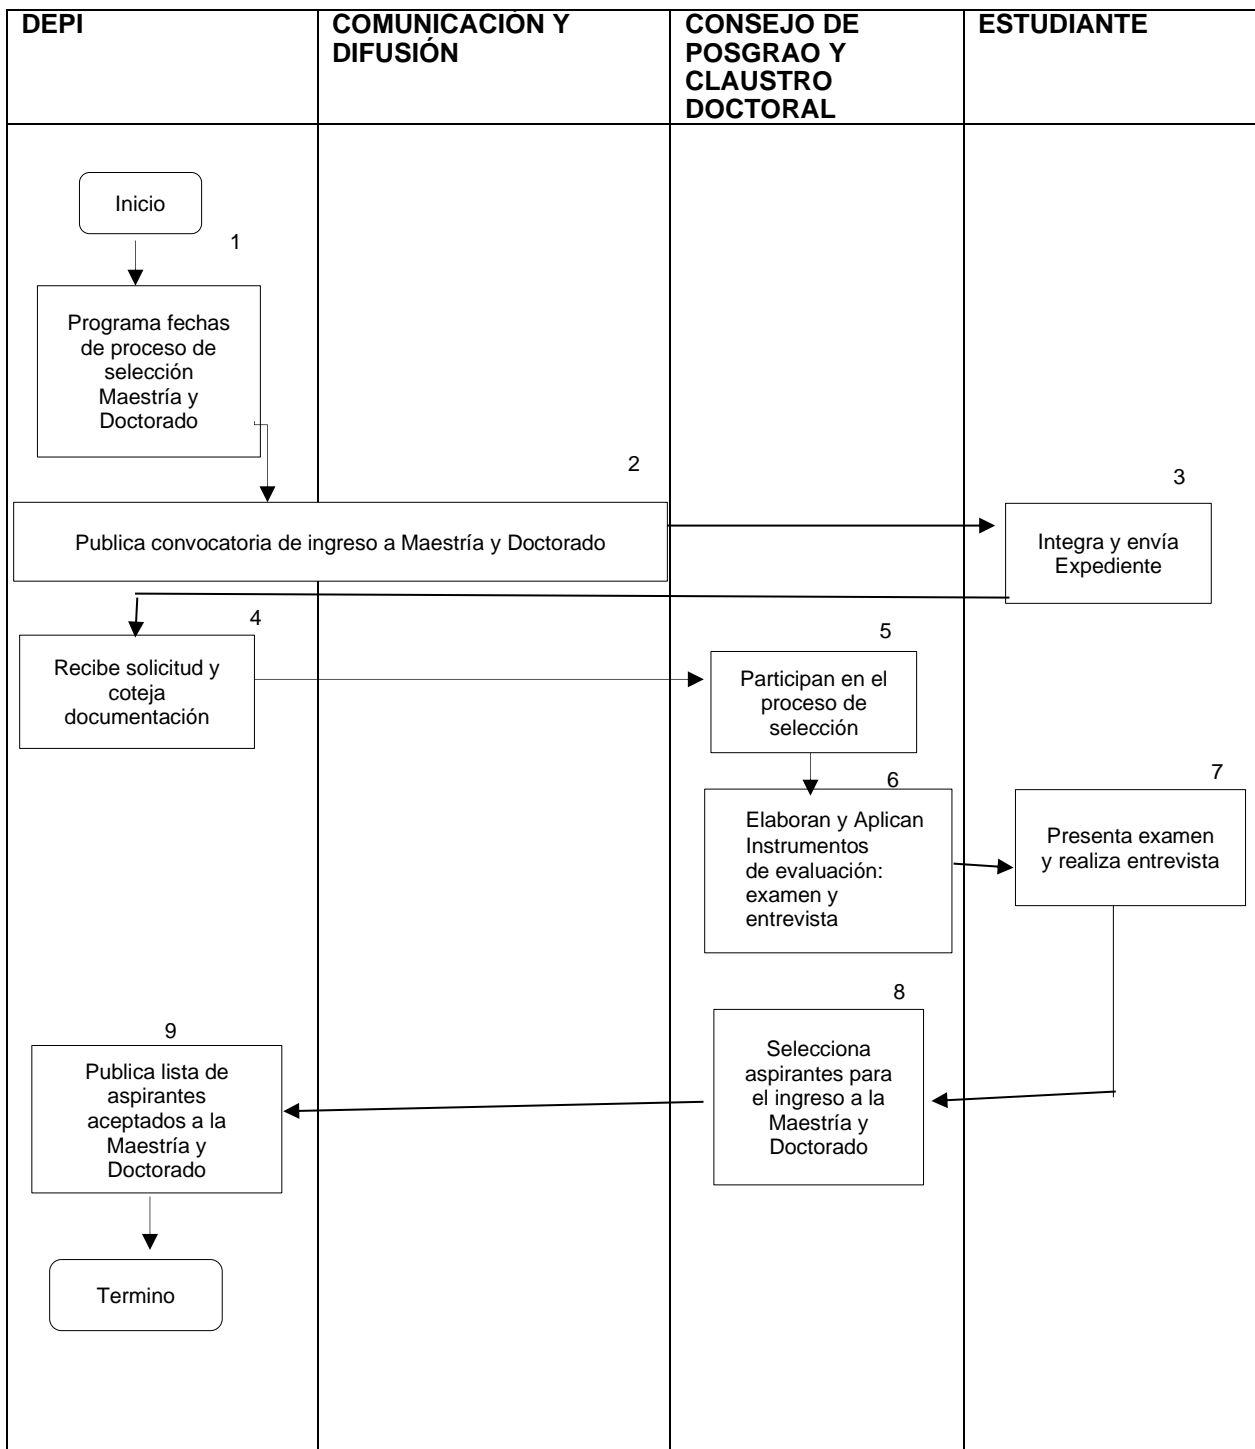 DEPI
COMUNICACIÓN Y
DIFUSIÓN
CONSEJO DE
POSGRAO Y
CLAUSTRO
DOCTORAL
ESTUDIANTE
Inicio
1
Programa fechas
de proceso de
selección
Maestría y
Doctorado
2
Publica convocatoria de ingreso a Maestría y Doctorado
3
Integra y envía
Expediente
4
Recibe solicitud y
coteja
documentación
5
Participan en el
proceso de
selección
6
Elaboran y Aplican
Instrumentos
de evaluación:
examen y
entrevista
7
Presenta examen
y realiza entrevista
8
Selecciona
aspirantes para
el ingreso a la
Maestría y
Doctorado
9
Publica lista de
aspirantes
aceptados a la
Maestría y
Doctorado
Termino